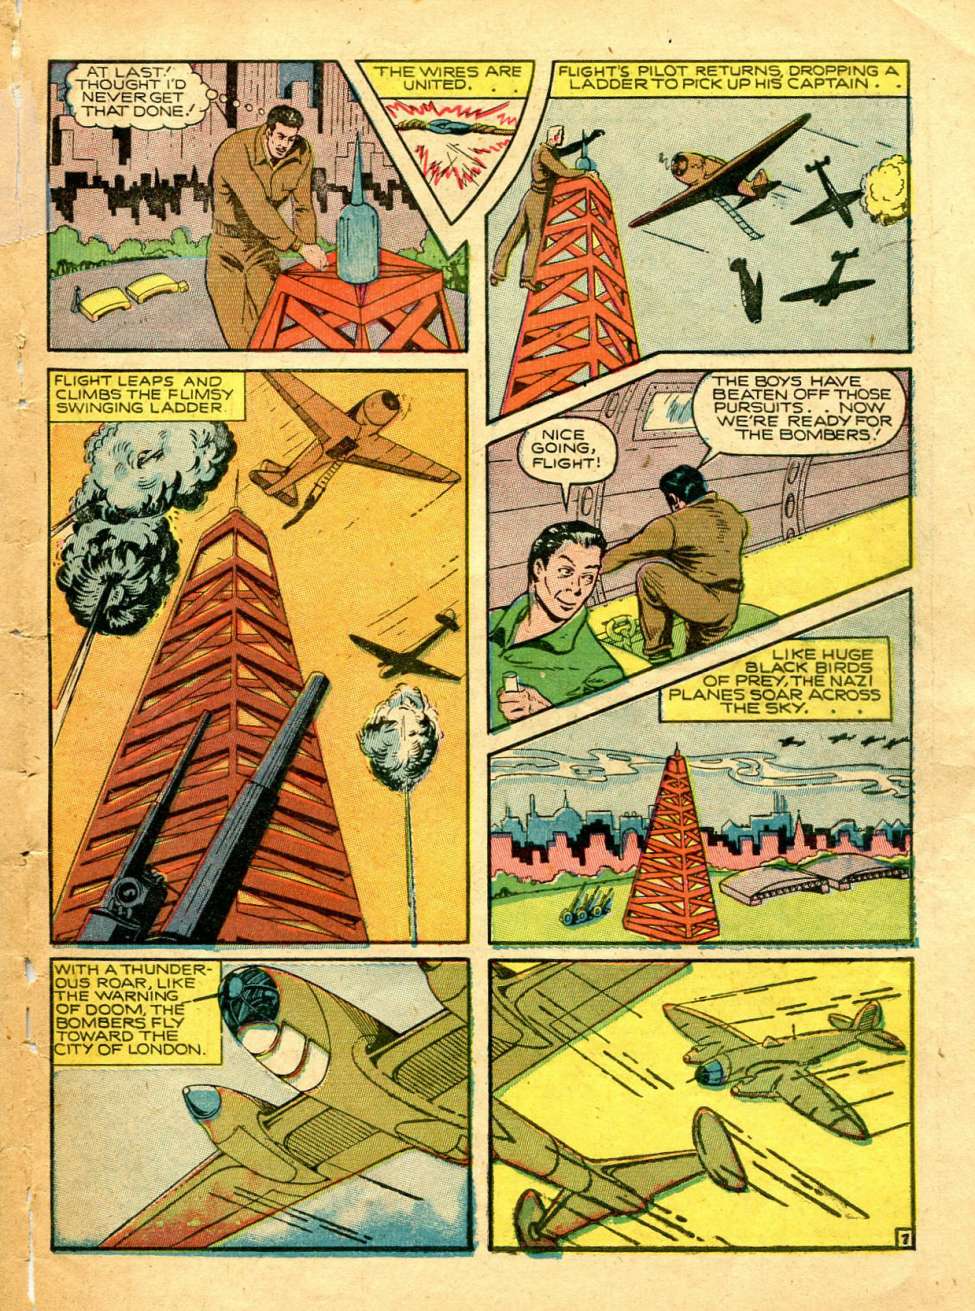 AT LAST!
THOUGHT I'D
NEVER GET
THAT DONE!
THE WIRES ARE
UNITED. . .
FLIGHT'S PILOT RETURNS, DROPPING A
LADDER TO PICK UP HIS CAPTAIN . .
FLIGHT LEAPS AND
CLIMBS THE FLIMSY
SWINGING LADDER.
NICE
GOING,
FLIGHT!
THE BOYS HAVE
BEATEN OFF THOSE
PURSUITS. . NOW
WE'RE READY FOR
THE BOMBERS!
LIKE HUGE
BLACK BIRDS
OF PREY, THE NAZI
PLANES SOAR ACROSS
THE SKY. . .
WITH A THUNDER-
OUS ROAR, LIKE
THE WARNING
OF DOOM, THE
BOMBERS FLY
TOWARD THE
CITY OF LONDON.
7